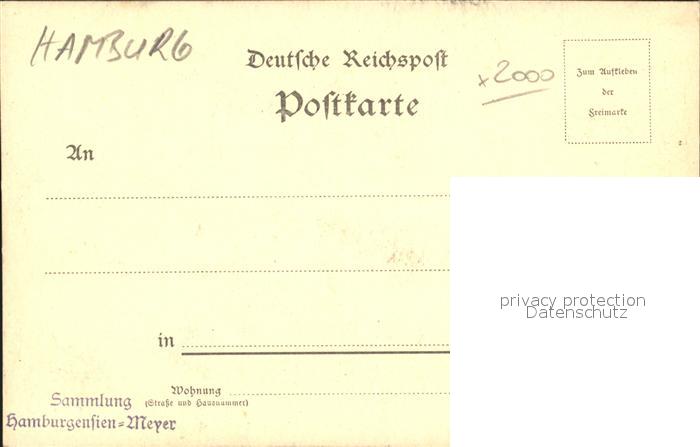 HAMBURG
Deutsche Reichspost
x 2000
Postkarte
Zum Aufkleben
der
Freimarke
An
privacy protection
Datenschutz
in
Wohnung
(Straße und Hausnummer)
Sammlung
Hamburgensien=Meyer